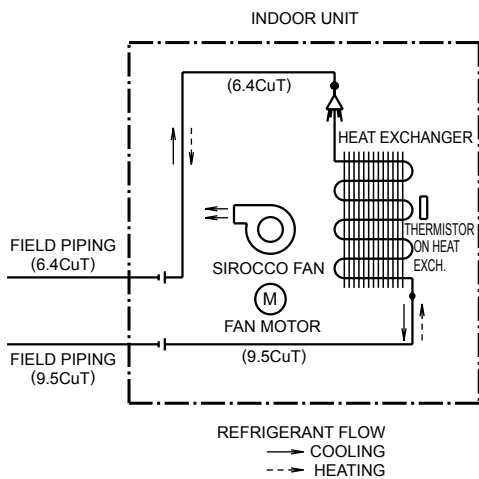 INDOOR UNIT
(6.4CuT)
HEAT EXCHANGER
THERMISTOR
ON HEAT
EXCH.
SIROCCO FAN
M
FAN MOTOR
(9.5CuT)
FIELD PIPING
(6.4CuT)
FIELD PIPING
(9.5CuT)
REFRIGERANT FLOW
COOLING
HEATING